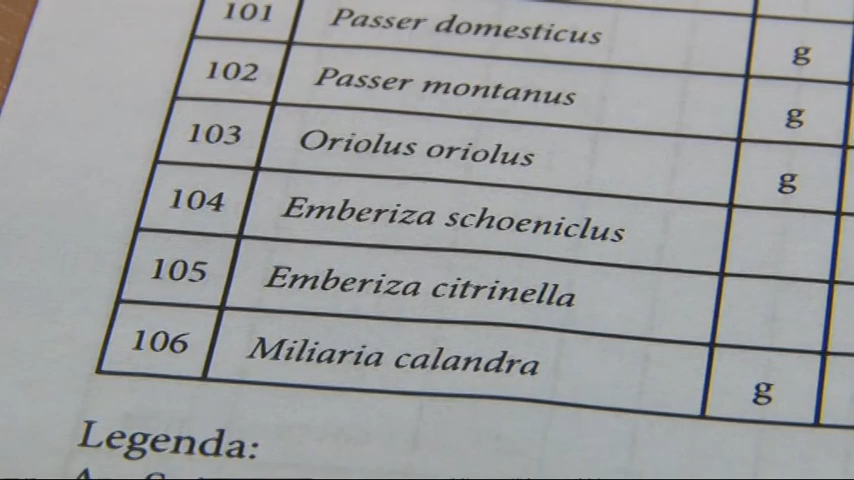 101 Passer domesticus g
102 Passer montanus g
103 Oriolus oriolus g
104 Emberiza schoeniclus
105 Emberiza citrinella
106 Miliaria calandra g
Legenda: